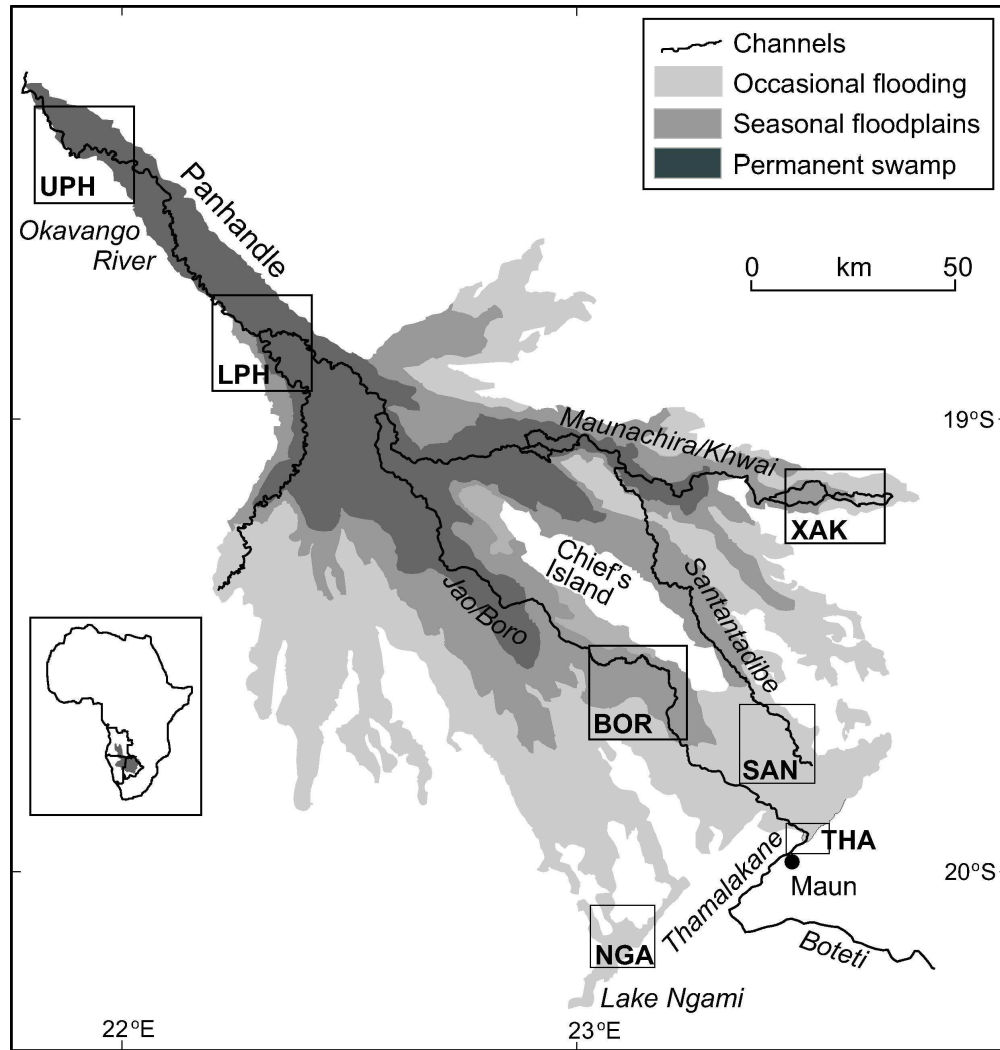 Channels
Occasional flooding
Seasonal floodplains
Permanent swamp
UPH
Panhandle
Okavango
River
0 km 50
LPH
19°S
Maunachira/Khwai
XAK
Chief's
Island
Santantadibe
Jao/Boro
BOR
SAN
THA
Thamalakane
20°S
Maun
NGA
Boteti
Lake Ngami
22°E
23°E